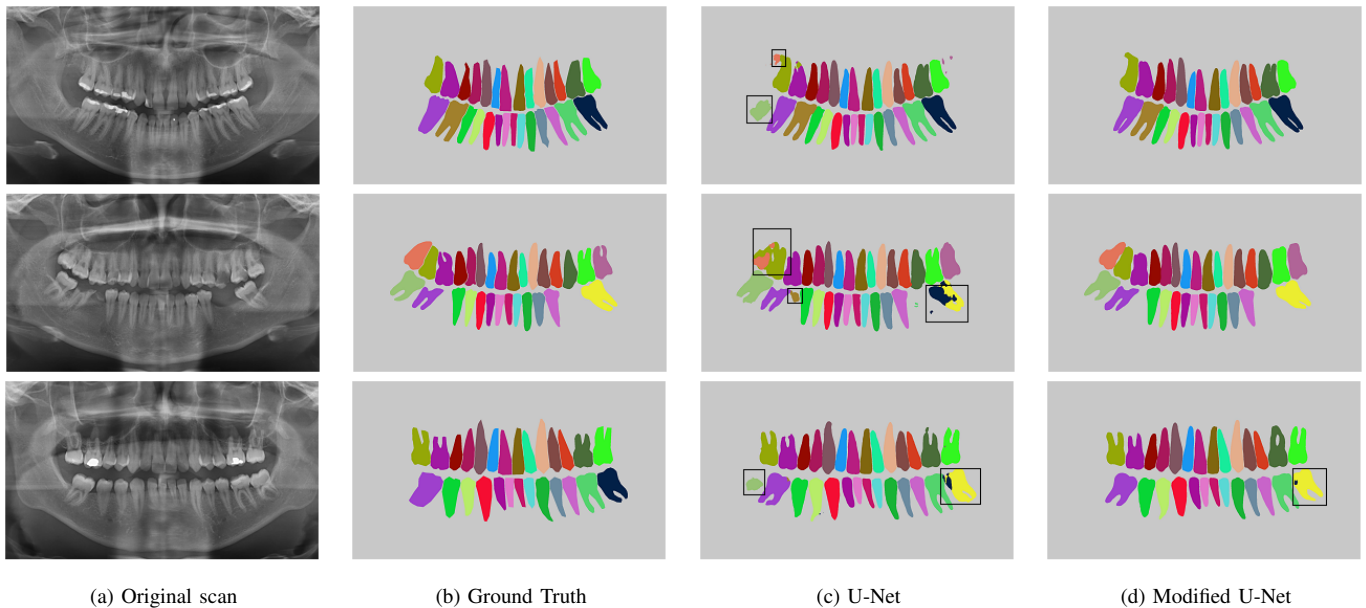 (a) Original scan
(b) Ground Truth
(c) U-Net
(d) Modified U-Net